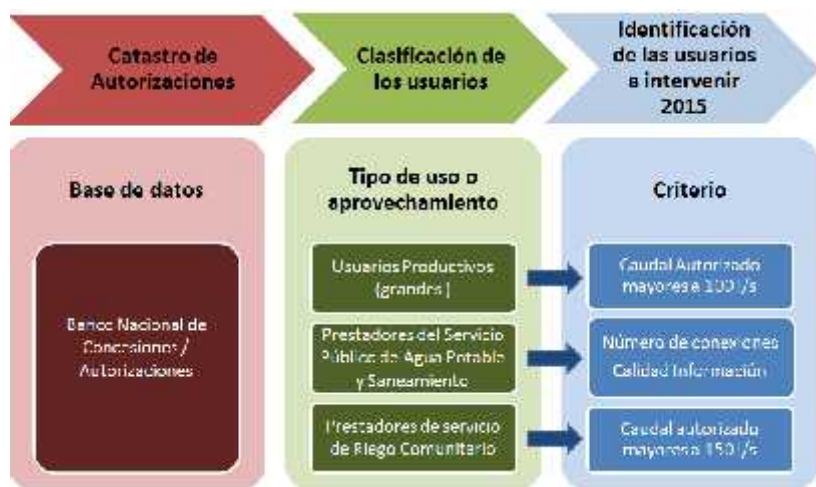 Catastro de
Autorizaciones
Clasificación de
los usuarios
Identificación
de las usuarios
a intervenir
2015
Base de datos
Banco Nacional de
Concesiones /
Autorizaciones
Tipo de uso o
aprovechamiento
Usuarios Productivos
(grandes )
Prestadores del Servicio
Público de Agua Potable
y Saneamiento
Prestadores de servicio
de Riego Comunitario
Criterio
Caudal Autorizado
mayores a 100 l/s
Número de conexiones
Calidad Información
Caudal autorizado
mayores a 150 l/s